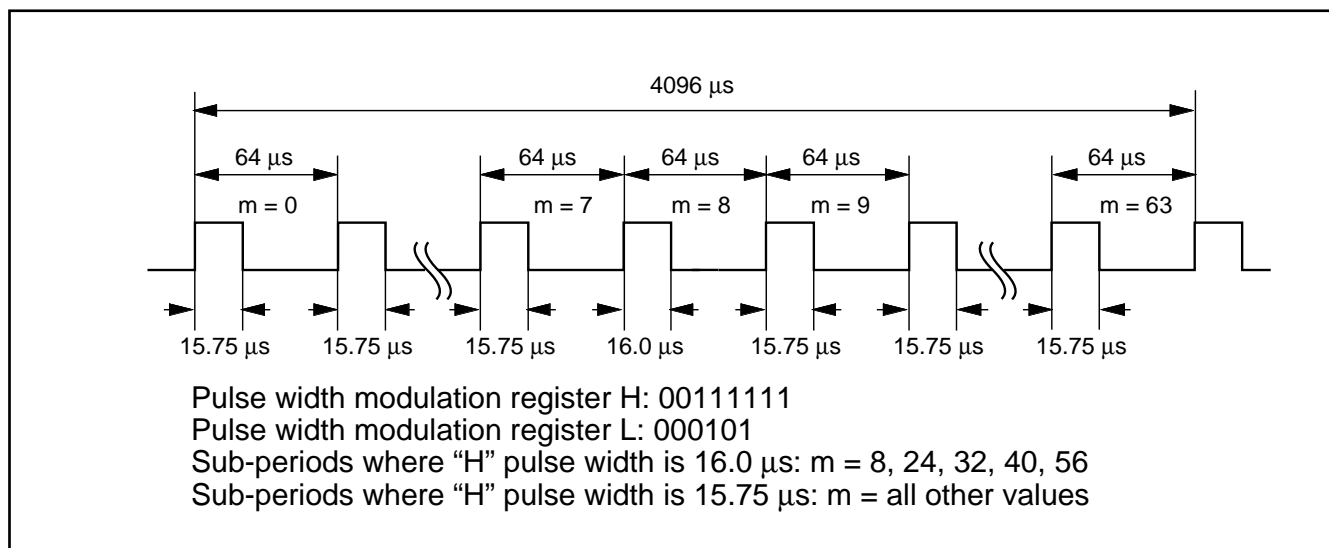 4096 μs
64 μs 64 μs 64 μs 64 μs 64 μs
m = 0 m = 7 m = 8 m = 9 m = 63
15.75 μs 15.75 μs 15.75 μs 16.0 μs 15.75 μs 15.75 μs 15.75 μs
Pulse width modulation register H: 00111111
Pulse width modulation register L: 000101
Sub-periods where “H” pulse width is 16.0 μs: m = 8, 24, 32, 40, 56
Sub-periods where “H” pulse width is 15.75 μs: m = all other values